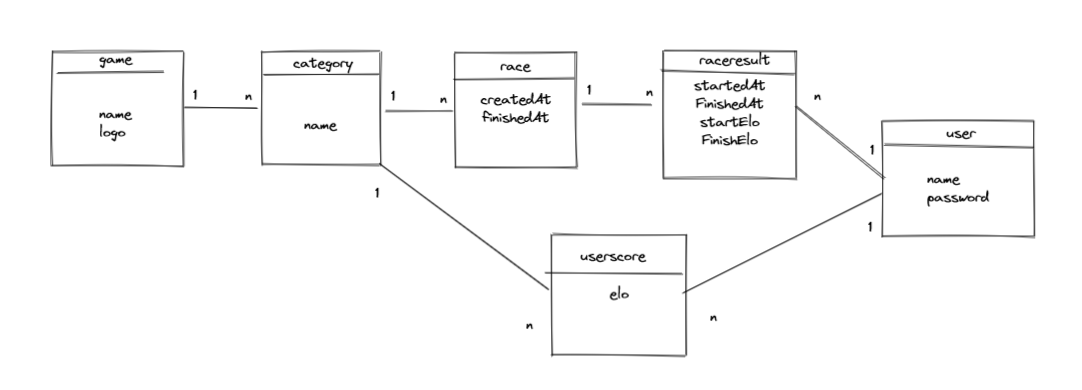 game
name
logo
1
n
category
name
1
n
race
createdAt
finishedAt
1
n
raceresult
startedAt
FinishedAt
startElo
FinishElo
n
1
user
name
password
1
1
n
userscore
elo
n